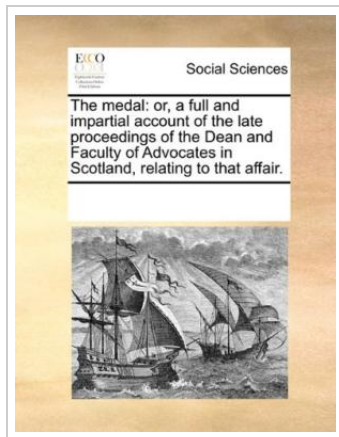 ECCO
Social Sciences
The medal: or, a full and
impartial account of the late
proceedings of the Dean and
Faculty of Advocates in
Scotland, relating to that affair.